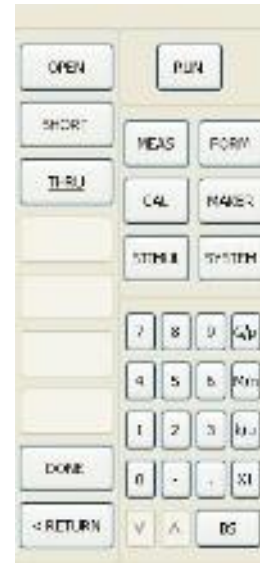 OPEN
RUN
SHORT
MEAS
FORM
THRU
CAL
MAKER
STIMUL
SYSTEM
7 8 9 G/p
4 5 6 M/n
1 2 3 k/u
0 - . X1
DONE
< RETURN
BS